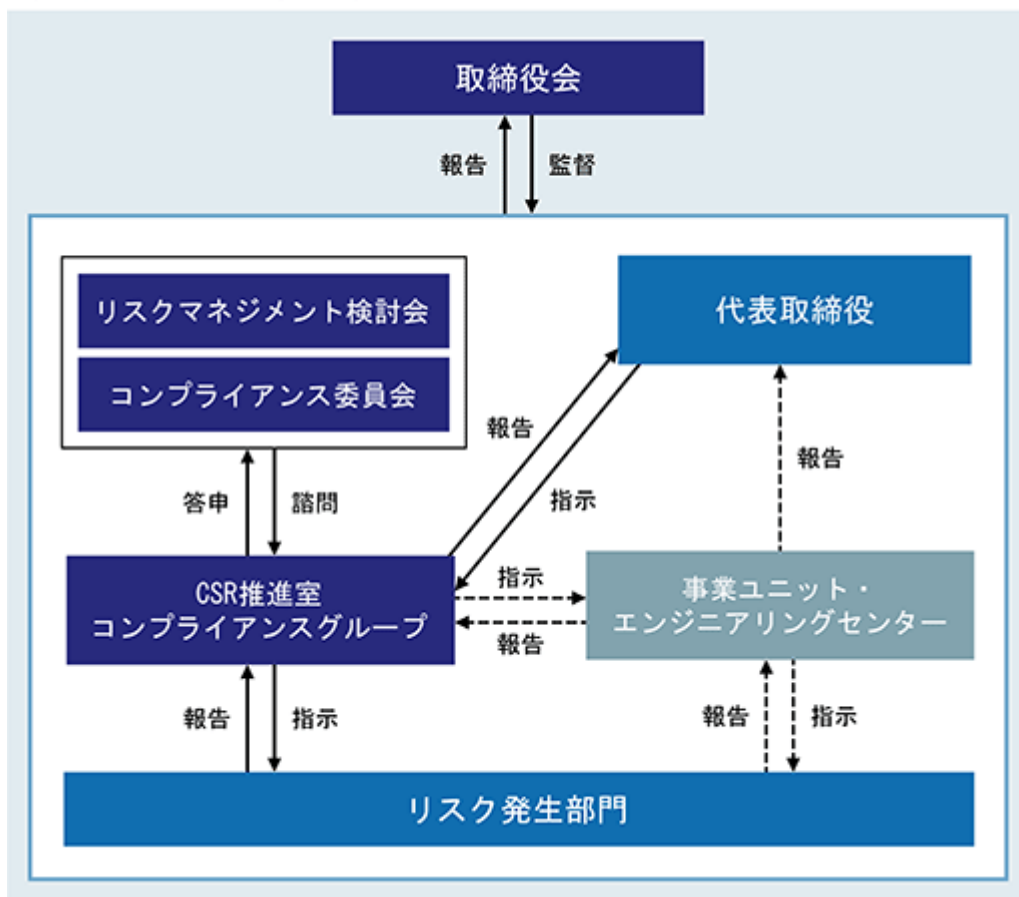 取締役会
報告
監督
リスクマネジメント検討会
コンプライアンス委員会
代表取締役
報告
報告
指示
答申
諮問
CSR推進室
コンプライアンスグループ
指示
報告
事業ユニット・
エンジニアリングセンター
報告
指示
報告
指示
リスク発生部門